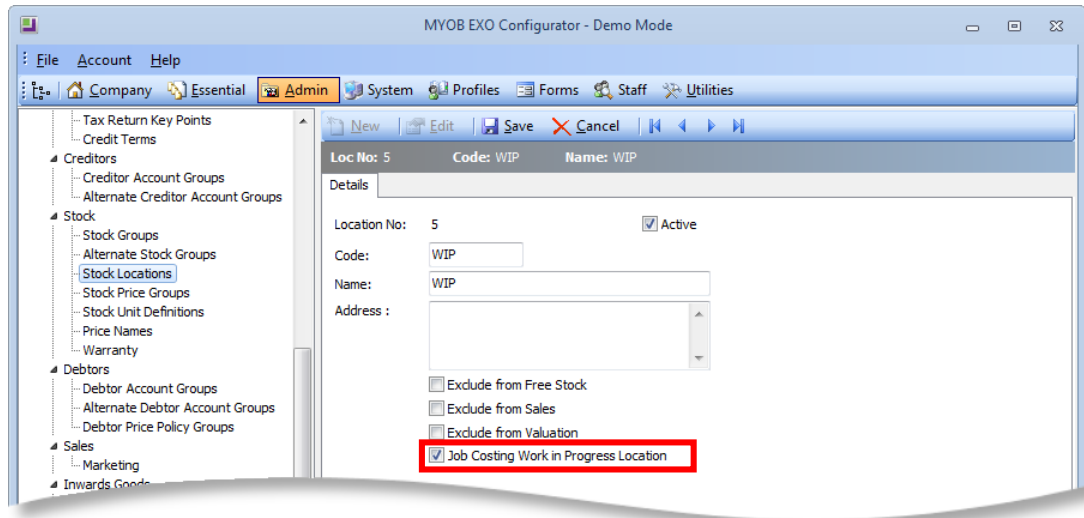 MYOB EXO Configurator - Demo Mode
File Account Help
Company Essential Admin System Profiles Forms Staff Utilities
Tax Return Key Points
Credit Terms
Creditors
Creditor Account Groups
Alternate Creditor Account Groups
Stock
Stock Groups
Alternate Stock Groups
Stock Locations
Stock Price Groups
Stock Unit Definitions
Price Names
Warranty
Debtors
Debtor Account Groups
Alternate Debtor Account Groups
Debtor Price Policy Groups
Sales
Marketing
Inwards Goods
New Edit Save Cancel
Loc No: 5 Code: WIP Name: WIP
Details
Location No: 5 Active
Code: WIP
Name: WIP
Address :
Exclude from Free Stock
Exclude from Sales
Exclude from Valuation
Job Costing Work in Progress Location